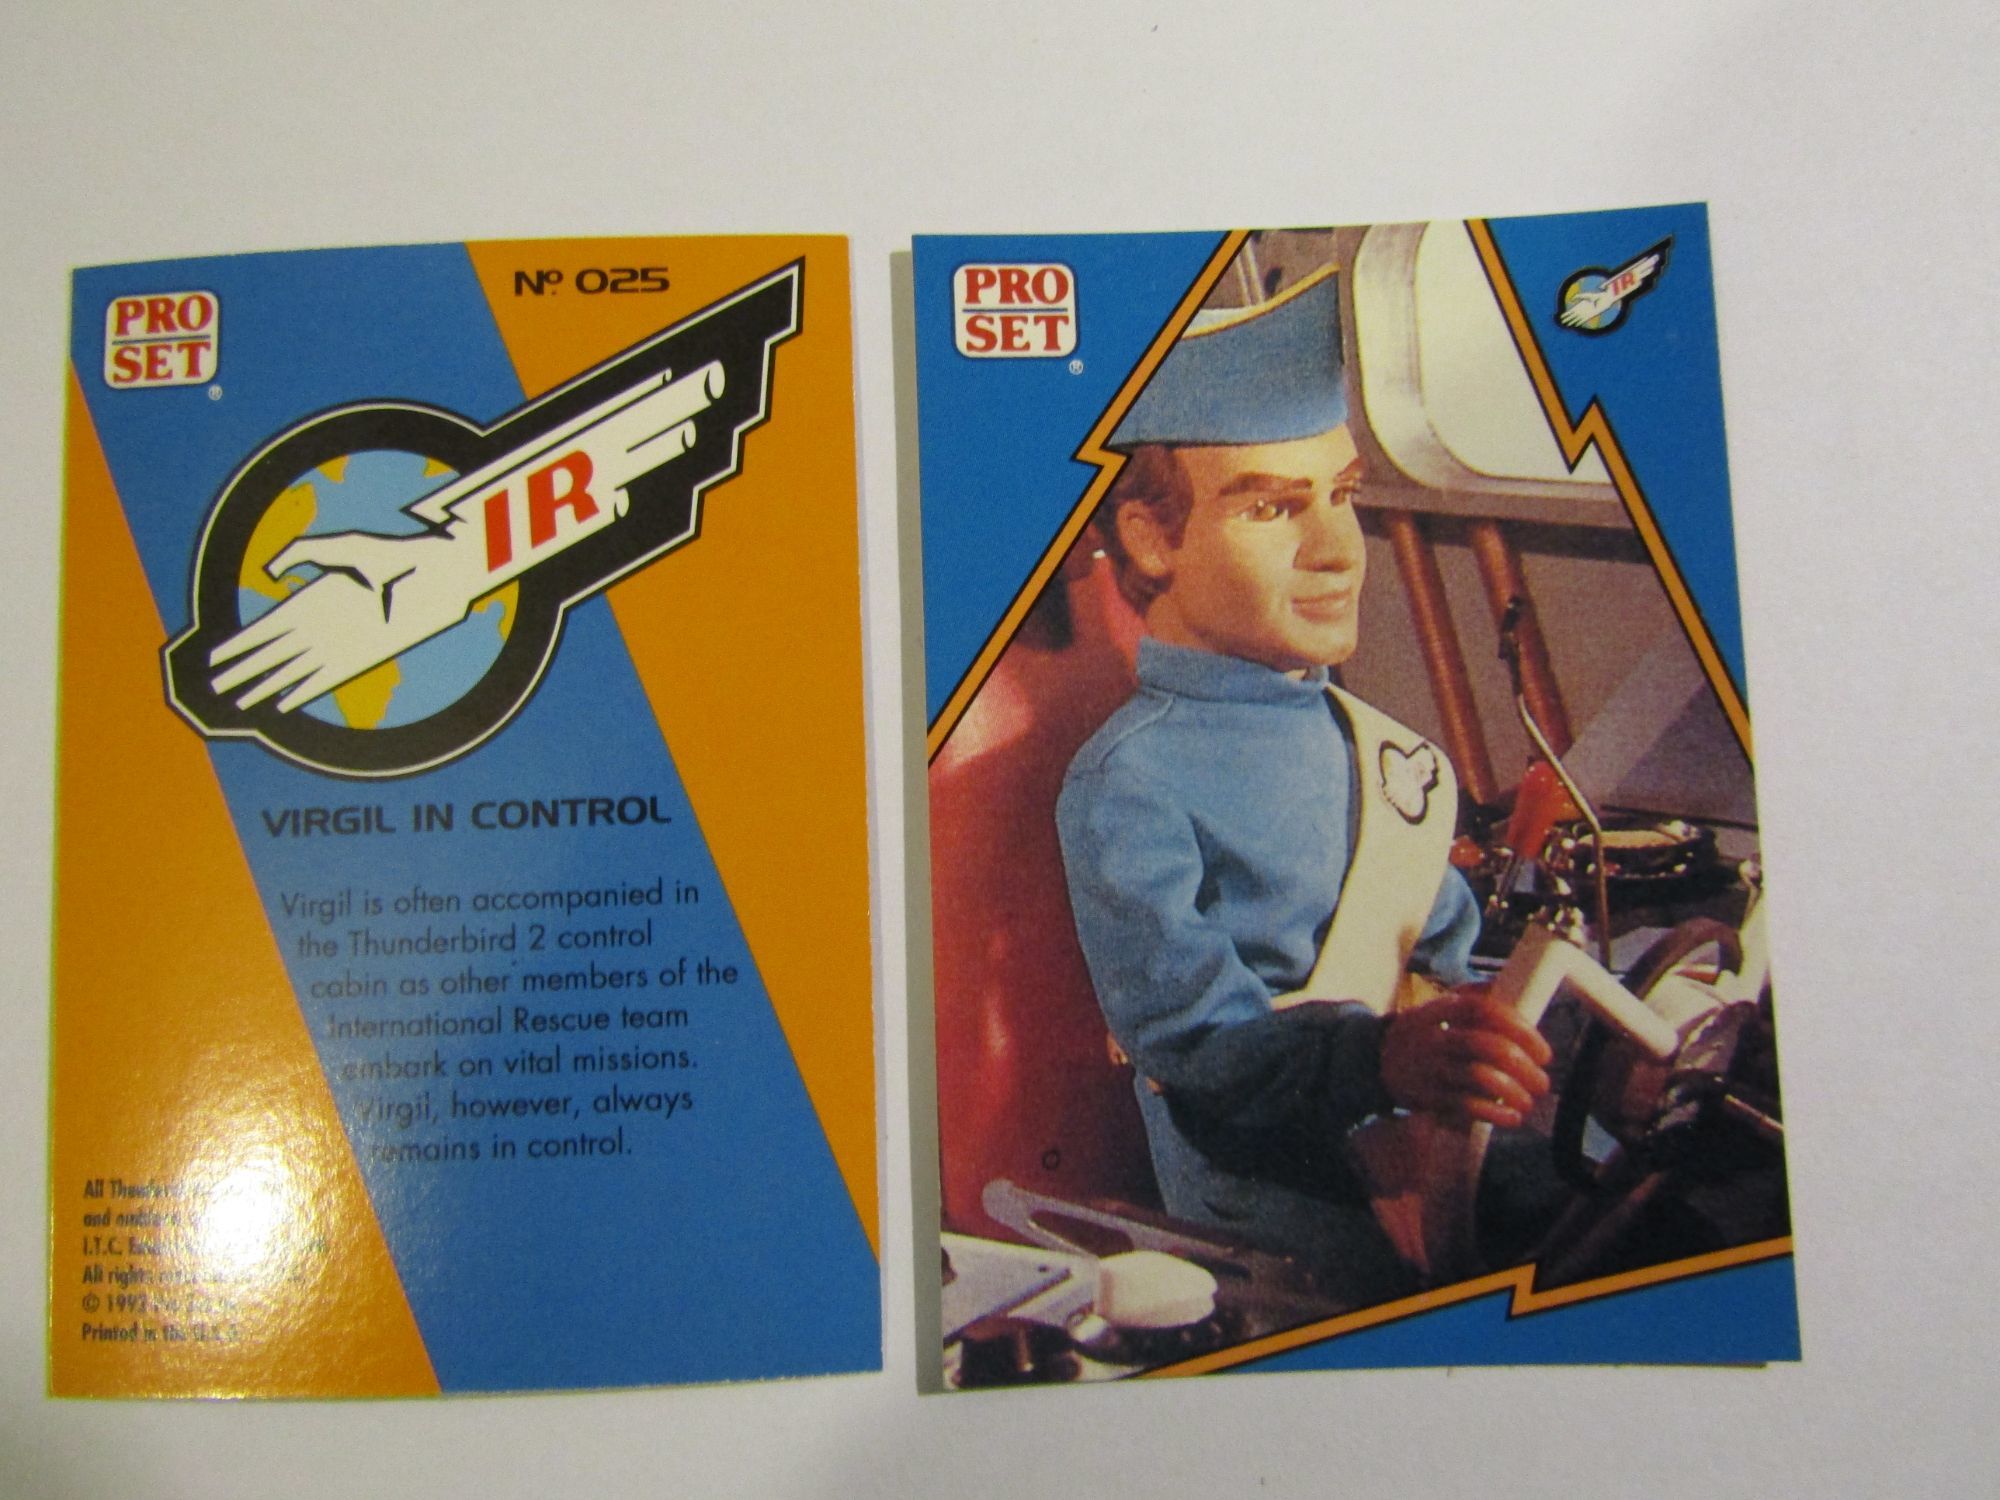 PRO
SET
®
Nº 025
IR
VIRGIL IN CONTROL
Virgil is often accompanied in
the Thunderbird 2 control
cabin as other members of the
International Rescue team
embark on vital missions.
Virgil, however, always
remains in control.
All
and
I.T.C.
All rights
© 1992
Printed in the U.S.A.
PRO
SET
®
IR